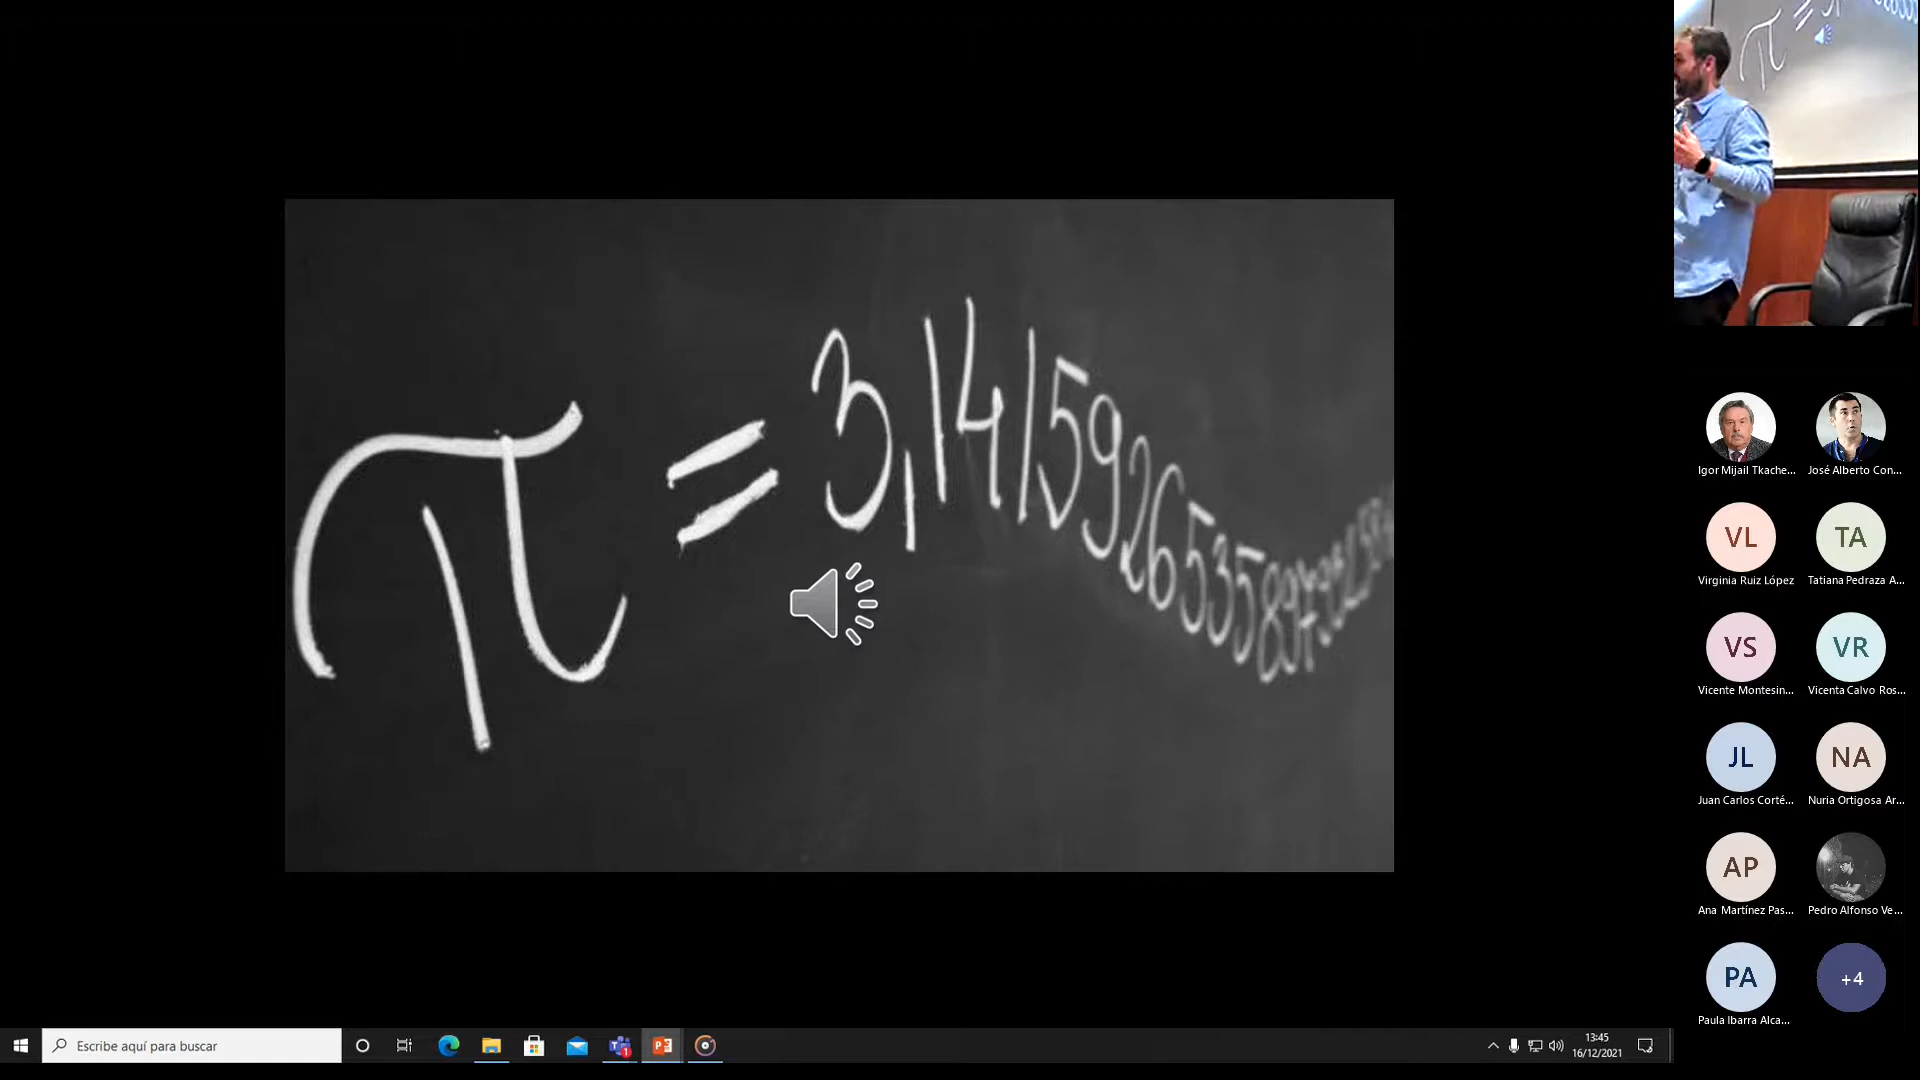 π = 3,1415926535897
Igor Mijail Tkache...
José Alberto Con...
VL
Virginia Ruiz López
TA
Tatiana Pedraza A...
VS
Vicente Montesin...
VR
Vicenta Calvo Ros...
JL
Juan Carlos Corté...
NA
Nuria Ortigosa Ar...
AP
Ana Martínez Pas...
Pedro Alfonso Ve...
PA
Paula Ibarra Alca...
+4
Escribe aquí para buscar
13:45
16/12/2021